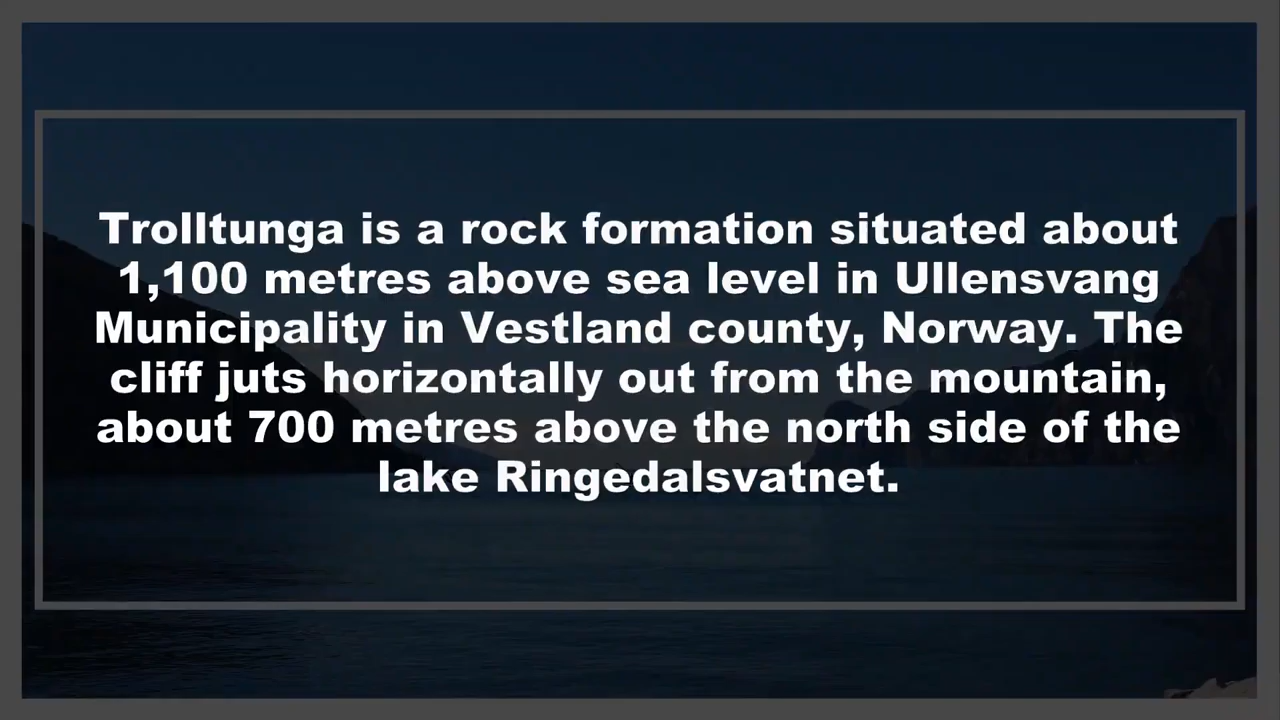 Trolltunga is a rock formation situated about
1,100 metres above sea level in Ullensvang
Municipality in Vestland county, Norway. The
cliff juts horizontally out from the mountain,
about 700 metres above the north side of the
lake Ringedalsvatnet.